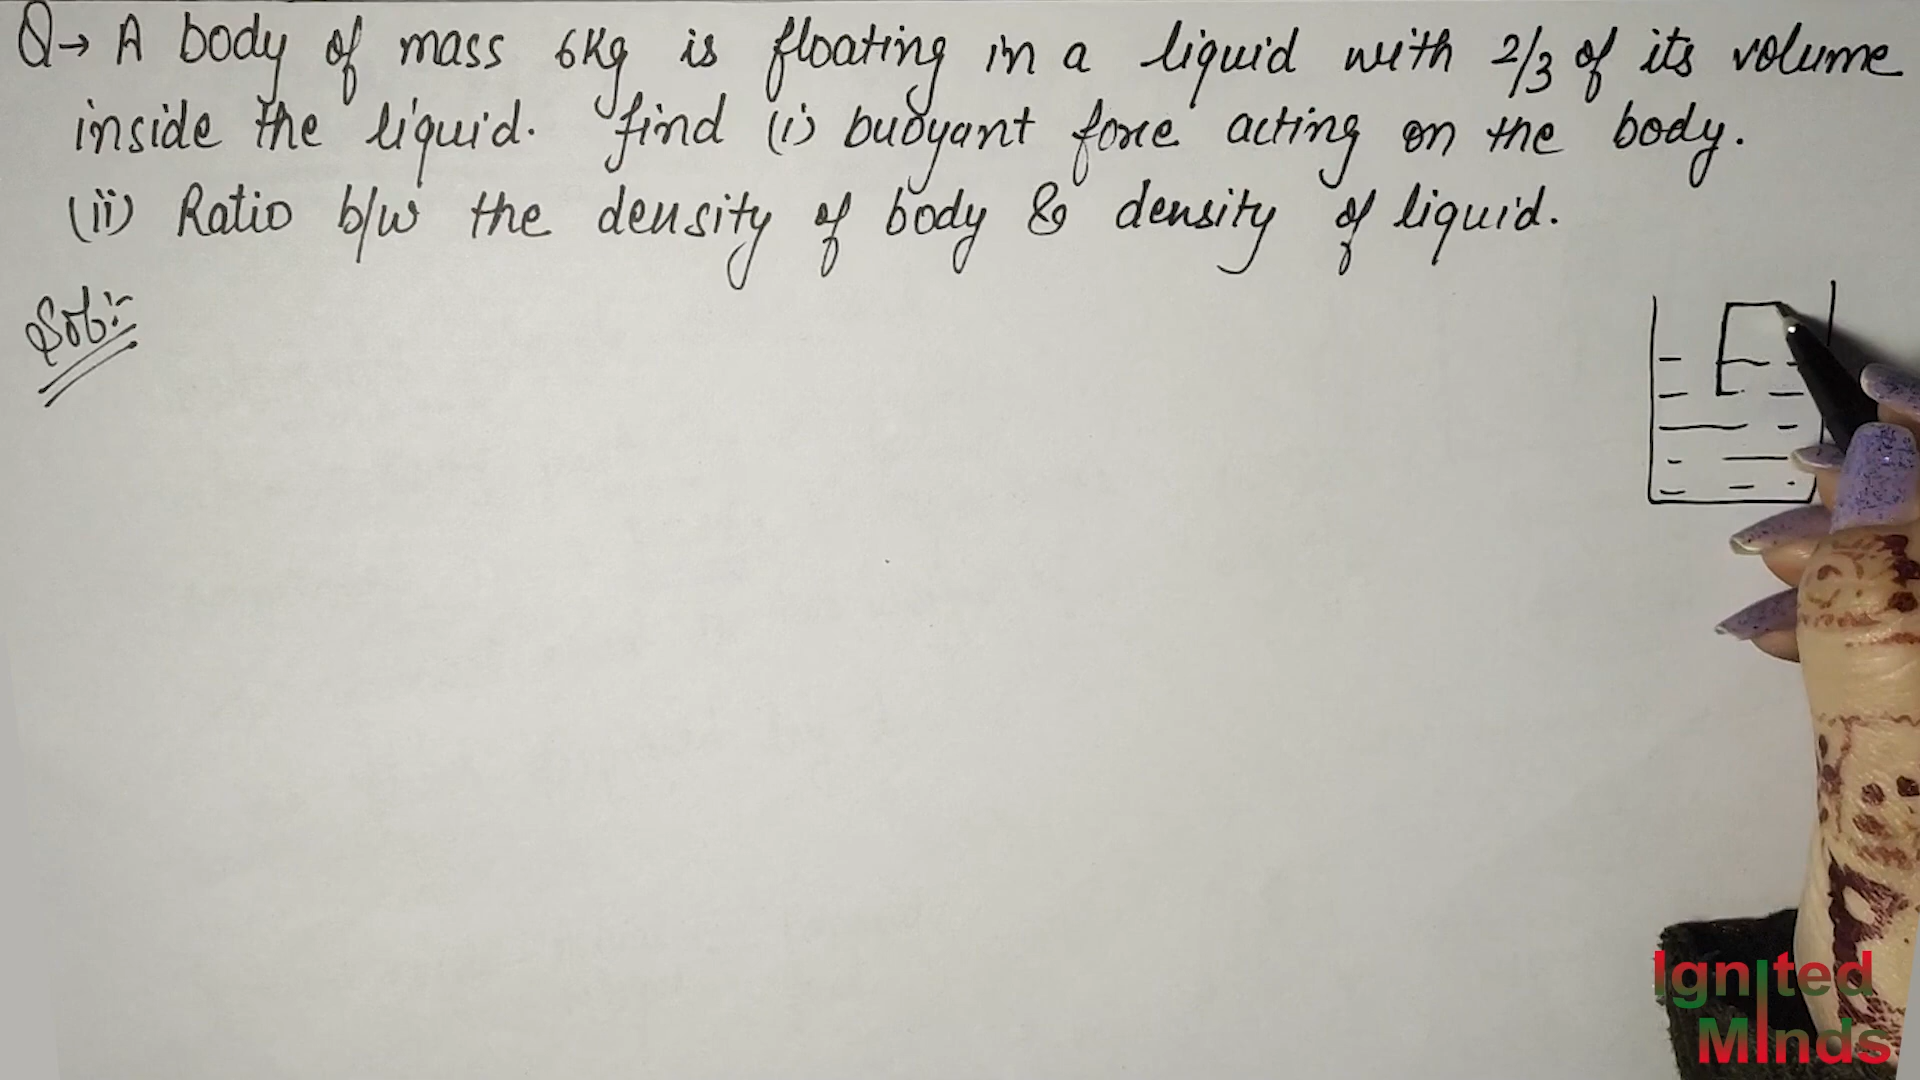 Q→ A body of mass 6Kg is floating in a liquid with 2/3 of its volume
inside the liquid. find (i) buoyant force acting on the body.
(ii) Ratio b/w the density of body & density of liquid.
Sol:-
Ignited
Minds